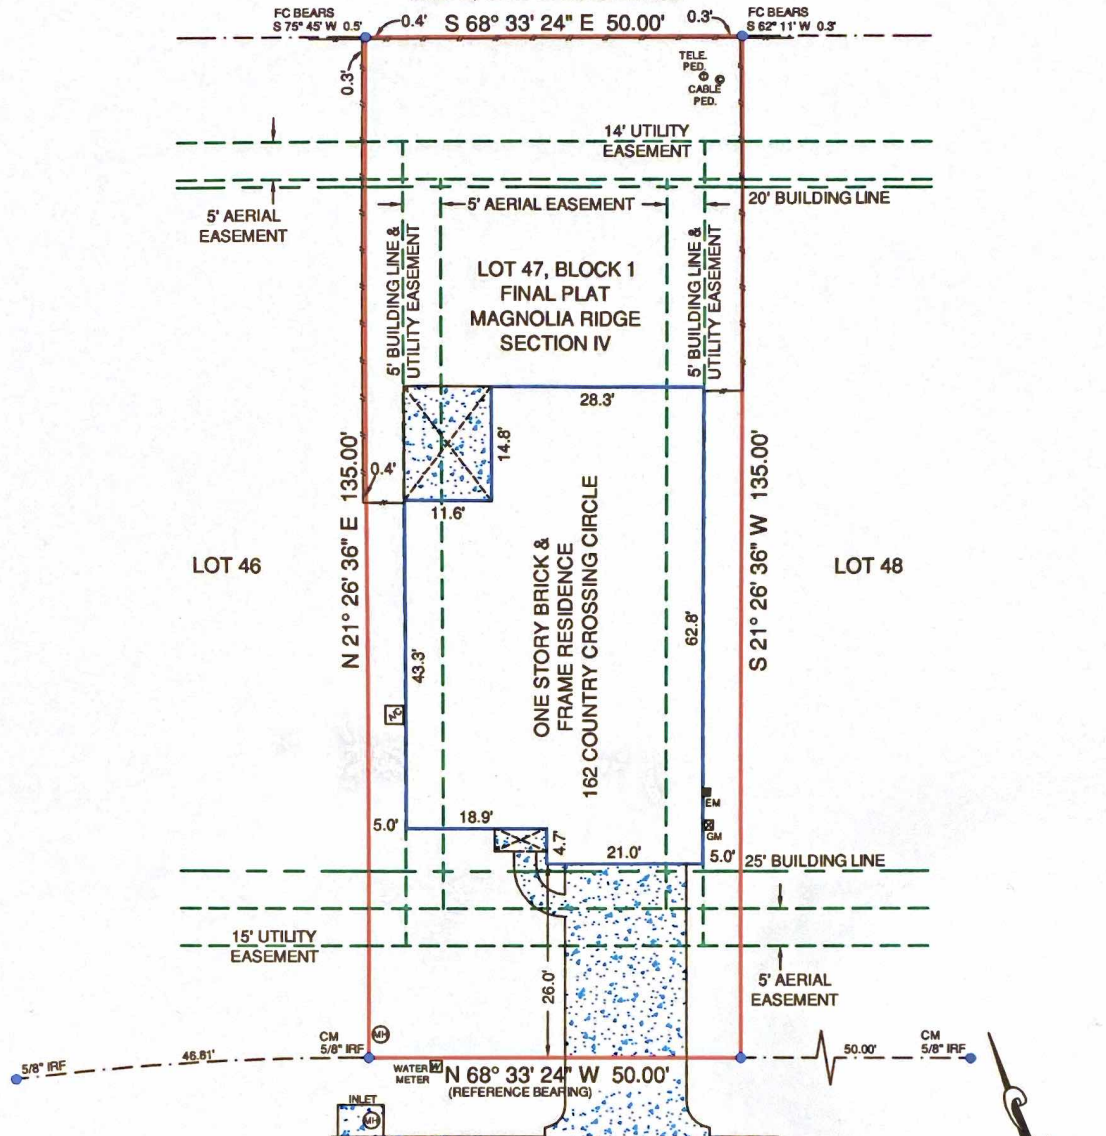 FC BEARS
S 75° 45' W 0.5'
0.4'
S 68° 33' 24" E 50.00'
0.3'
FC BEARS
S 62° 11' W 0.3'
0.3'
TELE.
PED.
CABLE
PED.
14' UTILITY
EASEMENT
5' AERIAL
EASEMENT
5' AERIAL EASEMENT
20' BUILDING LINE
5' BUILDING LINE &
UTILITY EASEMENT
LOT 47, BLOCK 1
FINAL PLAT
MAGNOLIA RIDGE
SECTION IV
5' BUILDING LINE &
UTILITY EASEMENT
28.3'
14.8'
0.4'
11.6'
N 21° 26' 36" E 135.00'
S 21° 26' 36" W 135.00'
LOT 46
LOT 48
ONE STORY BRICK &
FRAME RESIDENCE
162 COUNTRY CROSSING CIRCLE
43.3'
62.8'
EM
GM
5.0'
18.9'
4.7'
21.0'
5.0'
25' BUILDING LINE
15' UTILITY
EASEMENT
26.0'
5' AERIAL
EASEMENT
5/8" IRF
46.81'
CM
5/8" IRF
MH
50.00'
CM
5/8" IRF
WATER
METER
W
N 68° 33' 24" W 50.00'
(REFERENCE BEARING)
INLET
MH